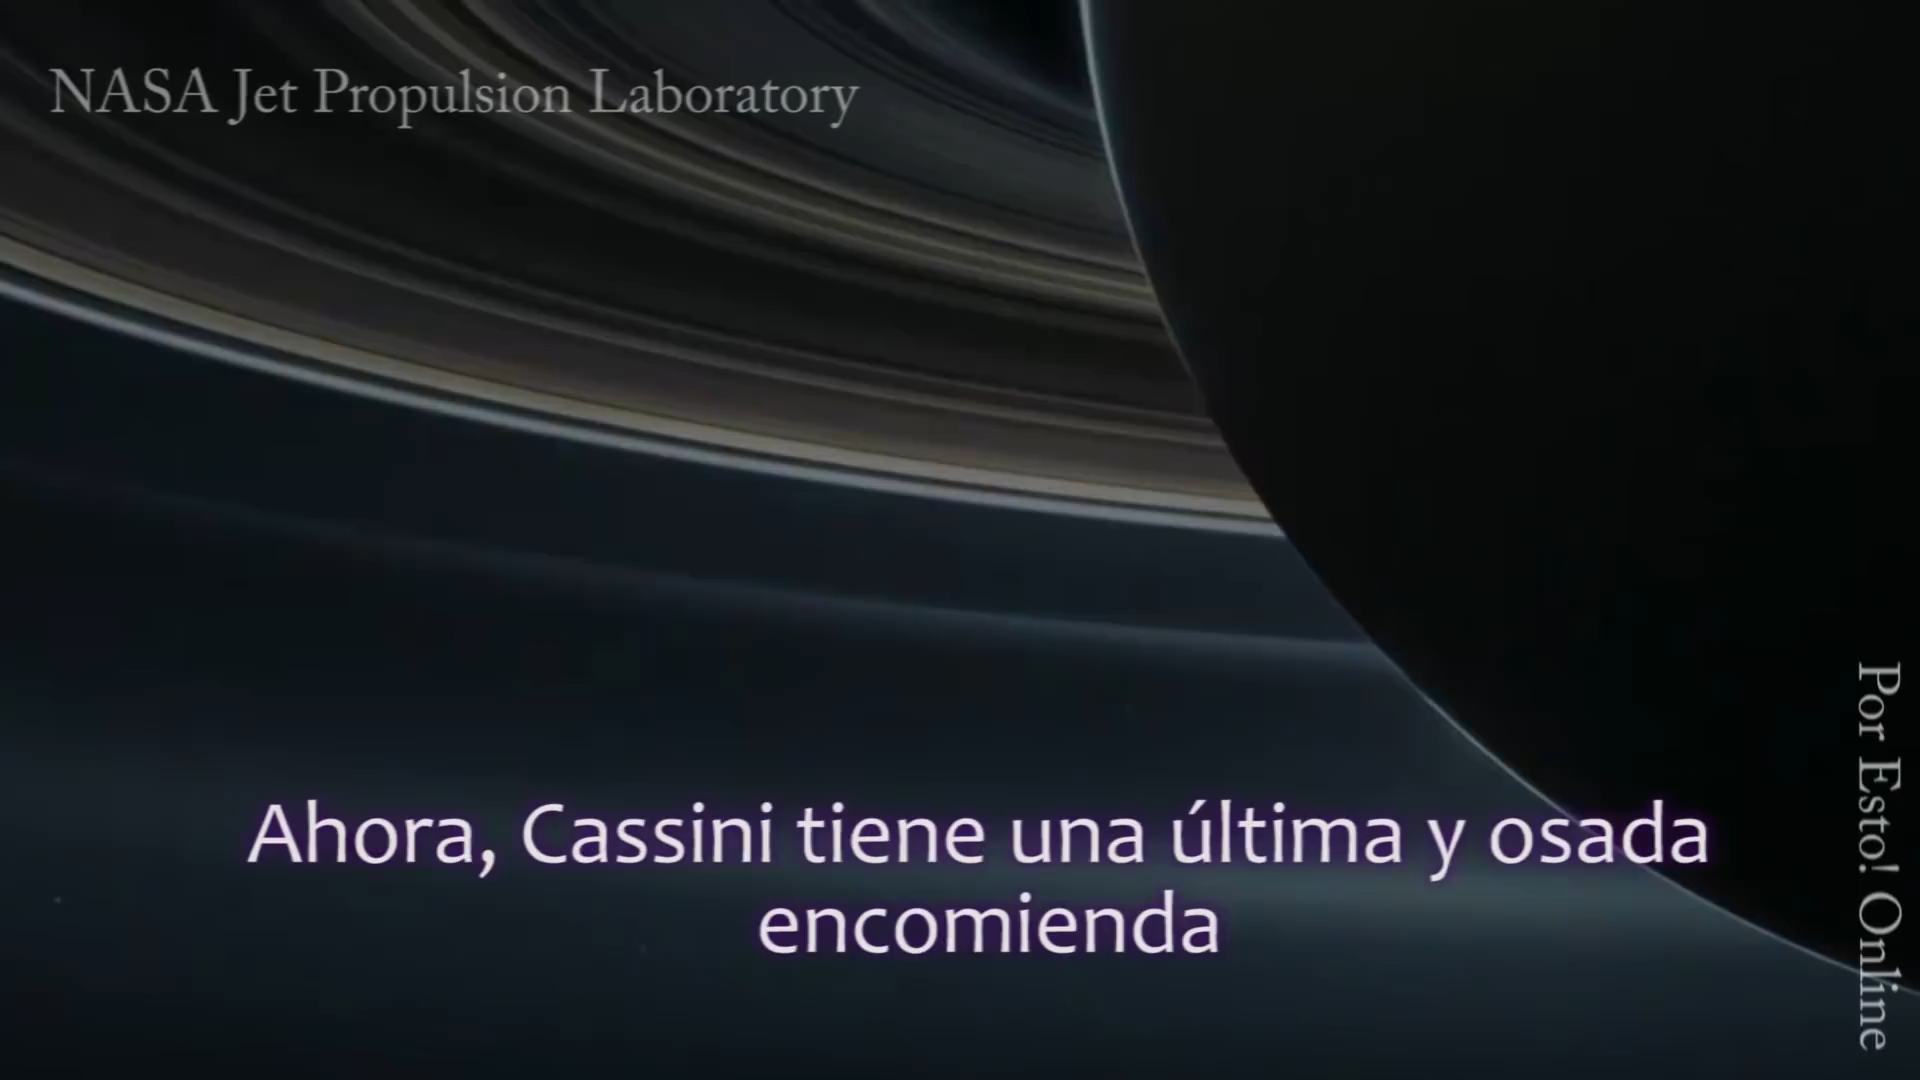 NASA Jet Propulsion Laboratory
Ahora, Cassini tiene una última y osada
encomienda
Por Esto! Online